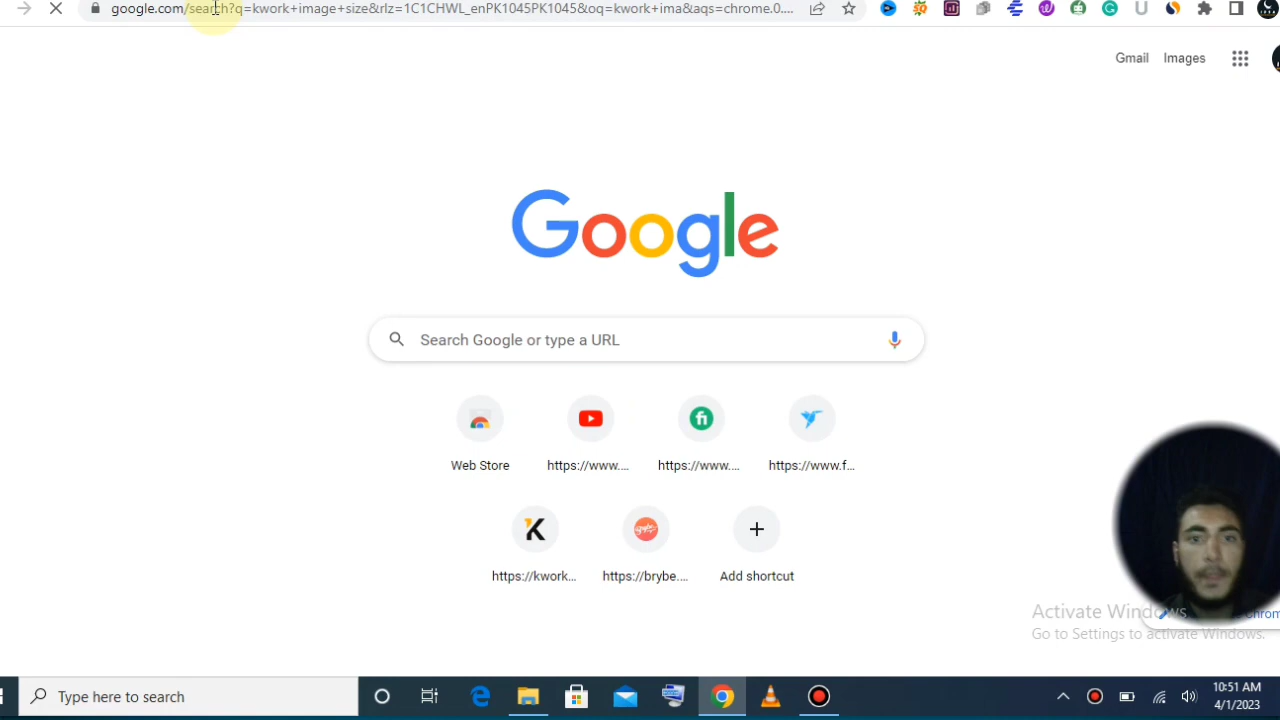 google.com/search?q=kwork+image+size&rlz=1C1CHWL_enPK1045PK1045&oq=kwork+ima&aqs=chrome.0....
Gmail Images
Google
Search Google or type a URL
Web Store https://www.... https://www.... https://www.f...
https://kwork... https://brybe.... Add shortcut
Activate Windows
Go to Settings to activate Windows.
Type here to search
10:51 AM
4/1/2023